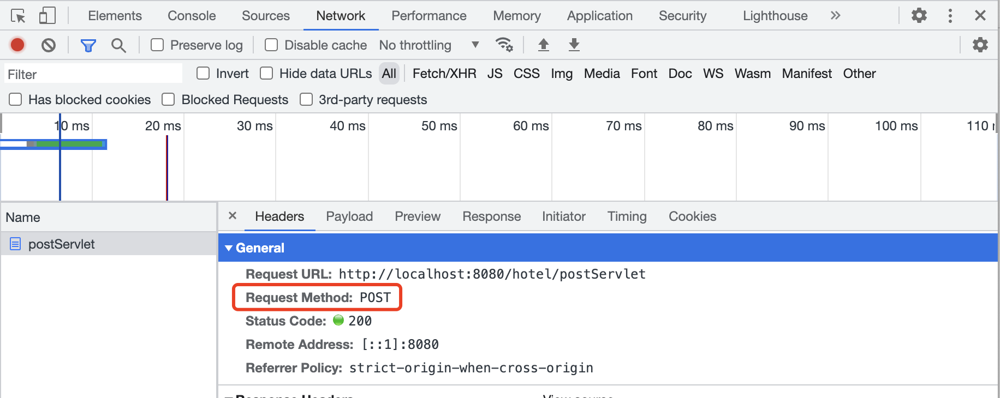 Elements Console Sources Network Performance Memory Application Security Lighthouse
Preserve log Disable cache No throttling
Filter Invert Hide data URLs All Fetch/XHR JS CSS Img Media Font Doc WS Wasm Manifest Other
Has blocked cookies Blocked Requests 3rd-party requests
10 ms 20 ms 30 ms 40 ms 50 ms 60 ms 70 ms 80 ms 90 ms 100 ms 110
Name
postServlet
Headers Payload Preview Response Initiator Timing Cookies
General
Request URL: http://localhost:8080/hotel/postServlet
Request Method: POST
Status Code: 200
Remote Address: [::1]:8080
Referrer Policy: strict-origin-when-cross-origin
Response Headers View source